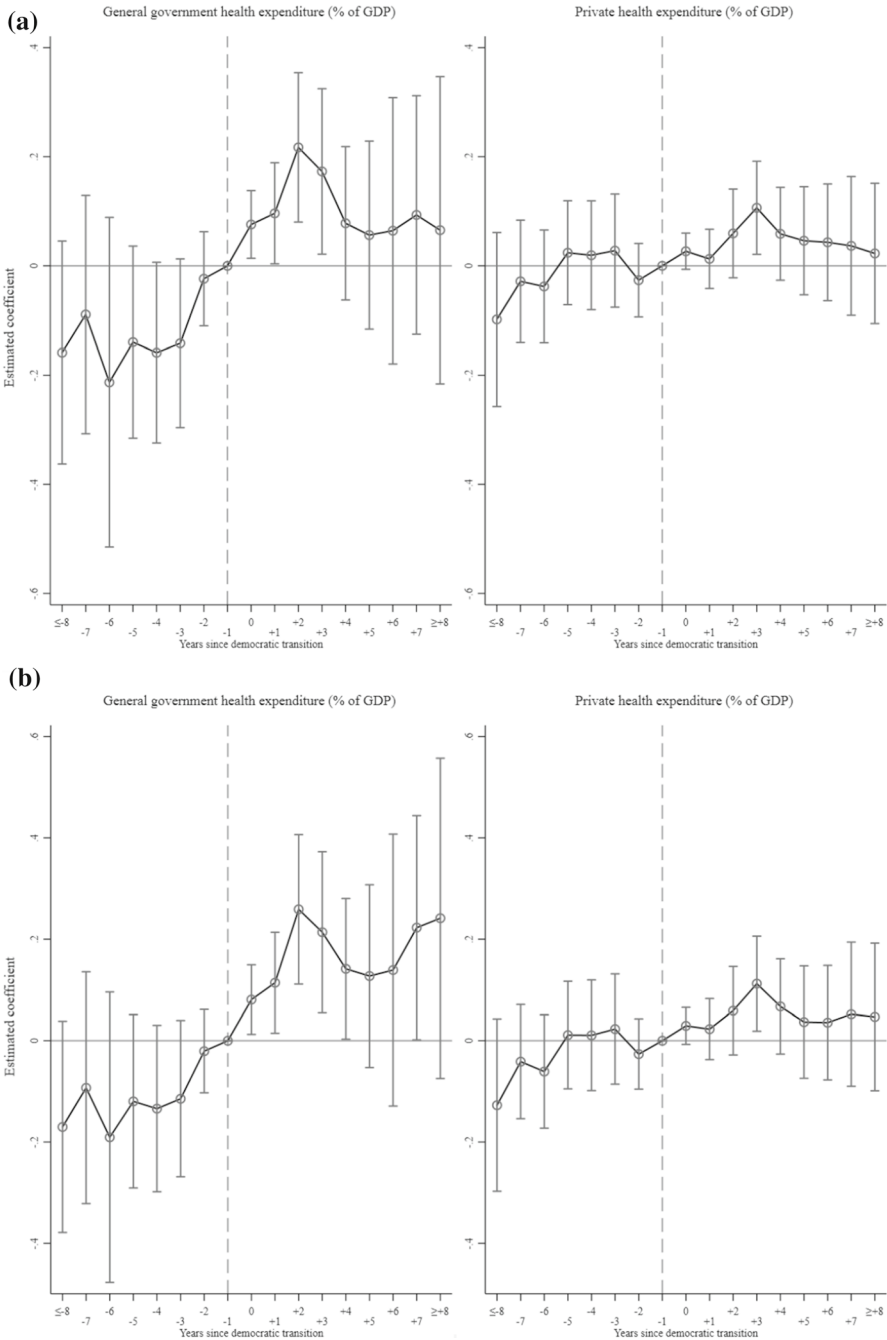 (a)
General government health expenditure (% of GDP)
Private health expenditure (% of GDP)
Estimated coefficient
.4
.2
0
-.2
-.4
-.6
≤-8 -7 -6 -5 -4 -3 -2 -1 0 +1 +2 +3 +4 +5 +6 +7 ≥+8
Years since democratic transition
.4
.2
0
-.2
-.4
-.6
≤-8 -7 -6 -5 -4 -3 -2 -1 0 +1 +2 +3 +4 +5 +6 +7 ≥+8
Years since democratic transition
(b)
General government health expenditure (% of GDP)
Private health expenditure (% of GDP)
Estimated coefficient
.6
.4
.2
0
-.2
-.4
≤-8 -7 -6 -5 -4 -3 -2 -1 0 +1 +2 +3 +4 +5 +6 +7 ≥+8
Years since democratic transition
.6
.4
.2
0
-.2
-.4
≤-8 -7 -6 -5 -4 -3 -2 -1 0 +1 +2 +3 +4 +5 +6 +7 ≥+8
Years since democratic transition